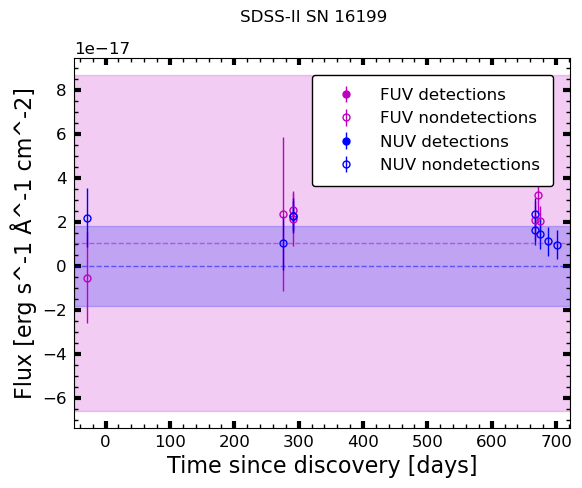 SDSS-II SN 16199
1e−17
Flux [erg s^-1 Å^-1 cm^-2]
8
6
4
2
0
−2
−4
−6
FUV detections
FUV nondetections
NUV detections
NUV nondetections
0 100 200 300 400 500 600 700
Time since discovery [days]